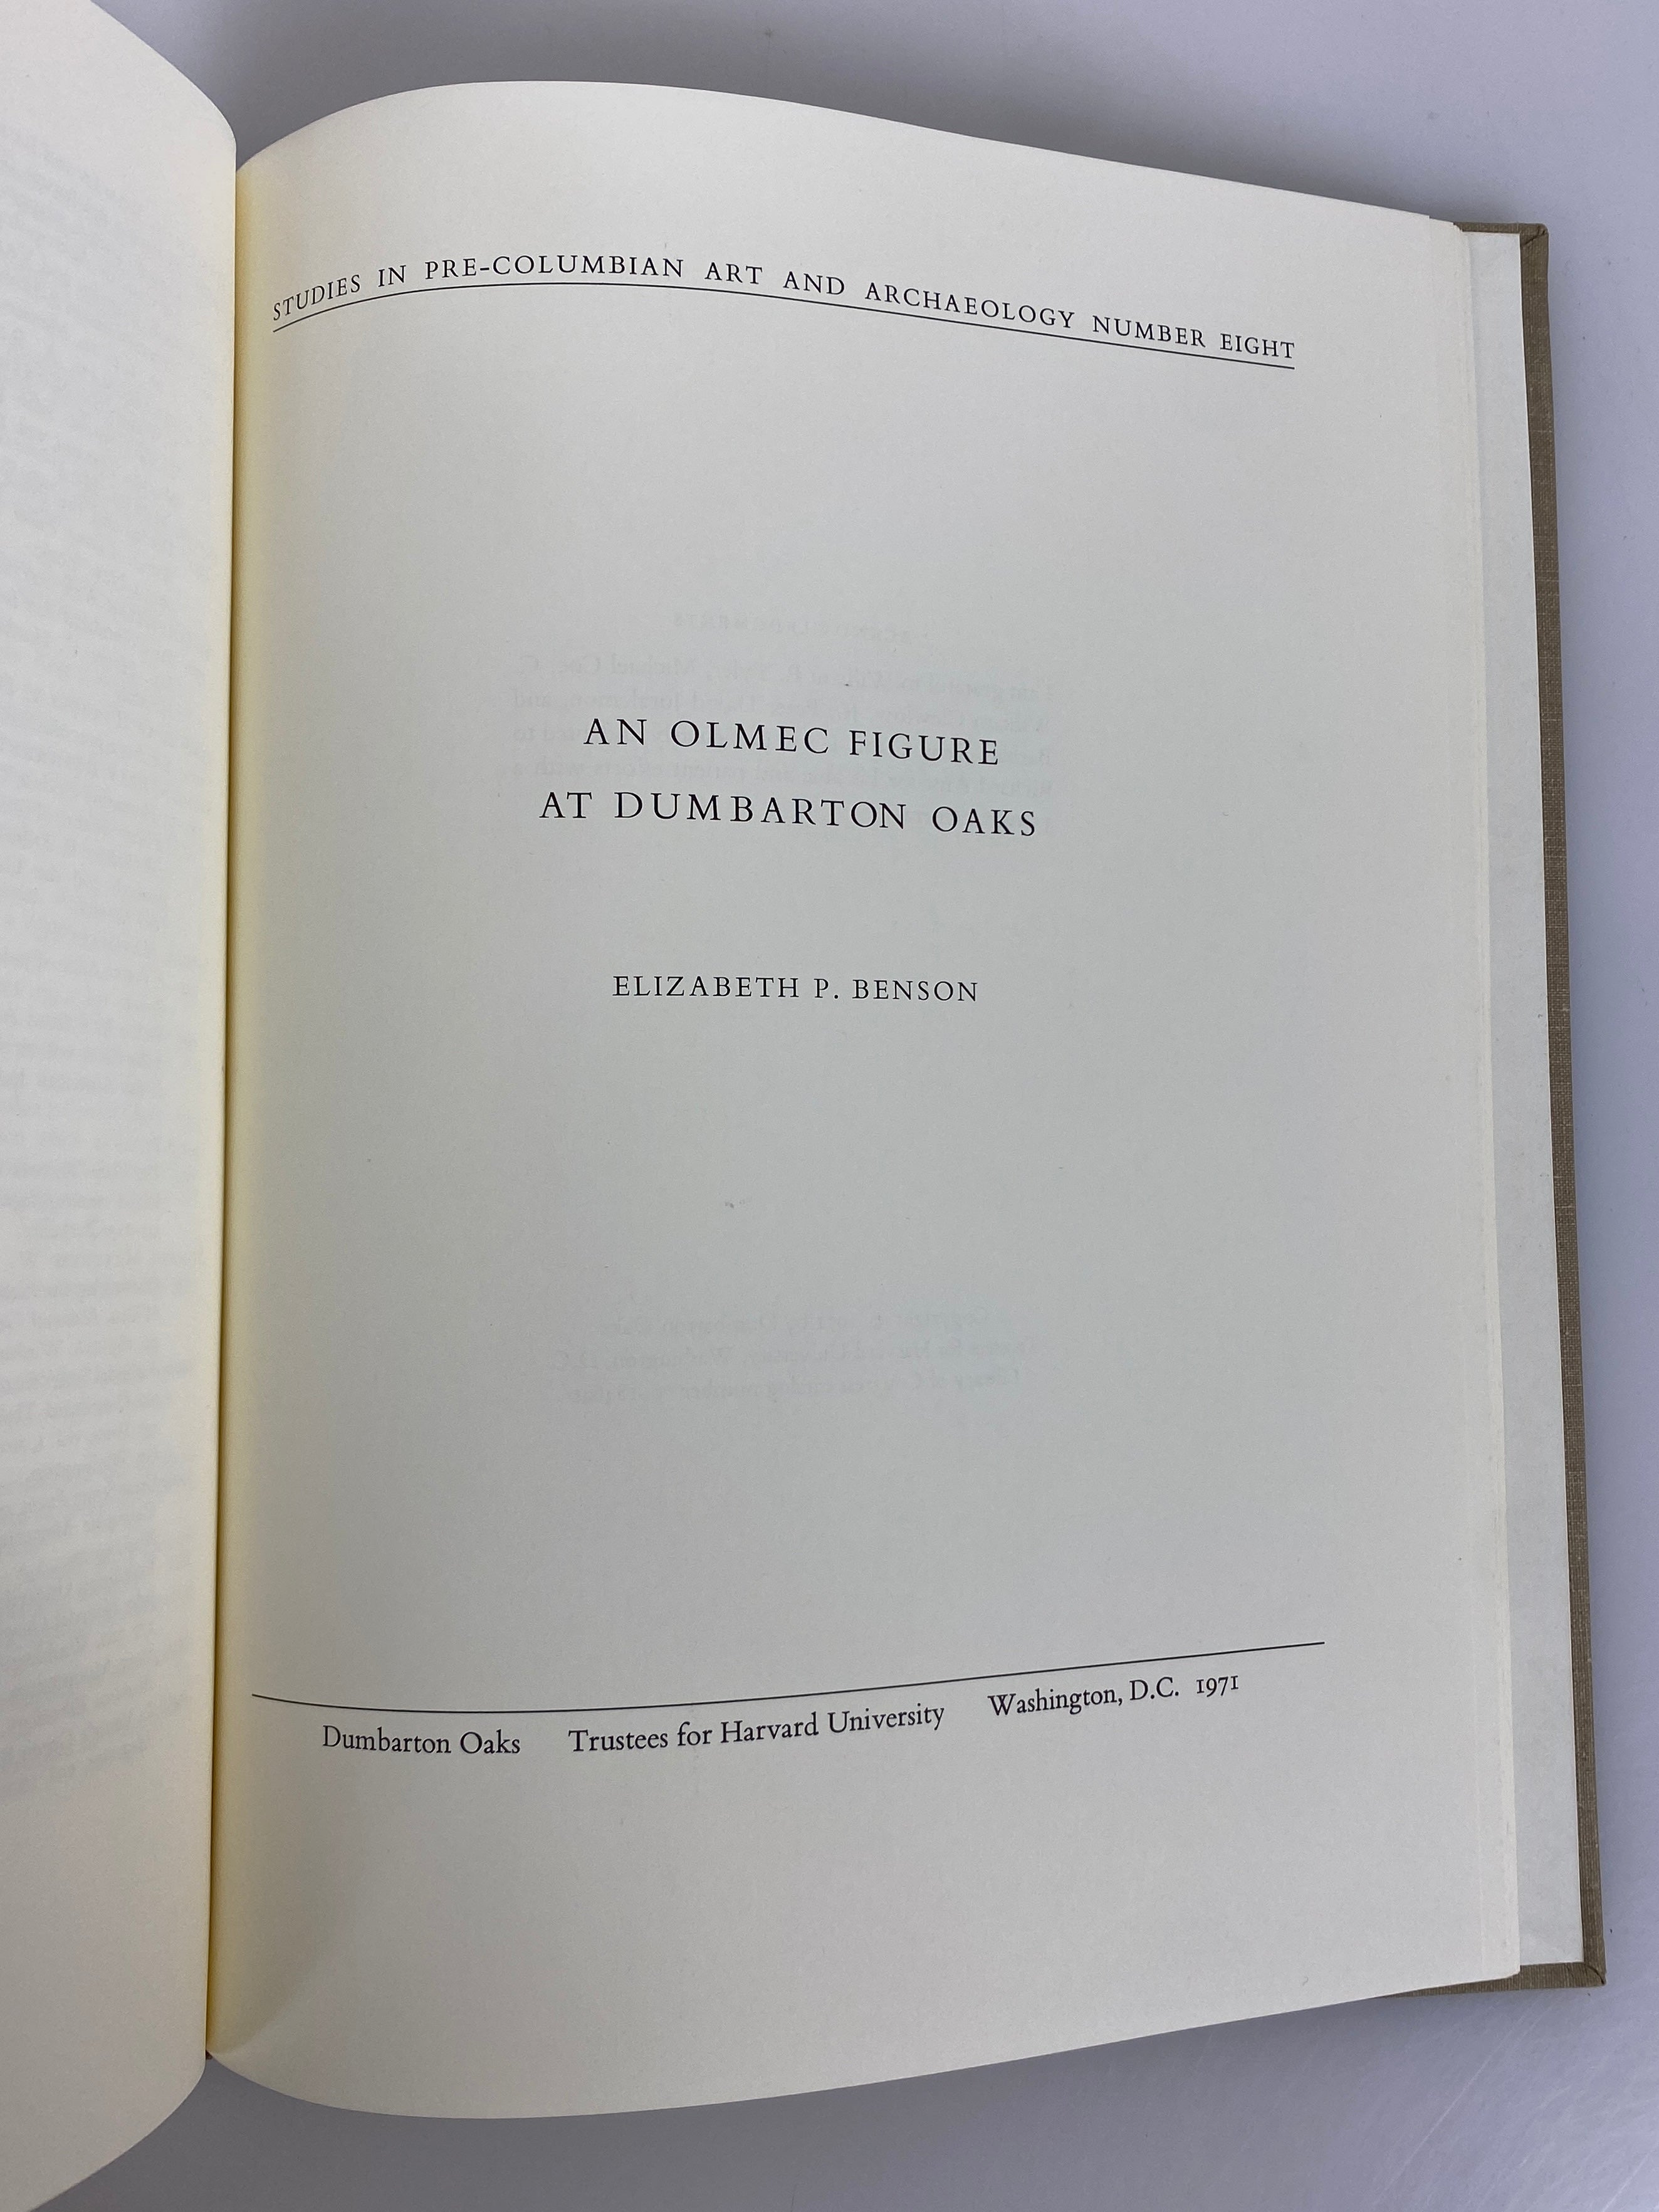 STUDIES IN PRE-COLUMBIAN ART AND ARCHAEOLOGY NUMBER EIGHT
AN OLMEC FIGURE
AT DUMBARTON OAKS
ELIZABETH P. BENSON
Dumbarton Oaks Trustees for Harvard University Washington, D.C. 1971